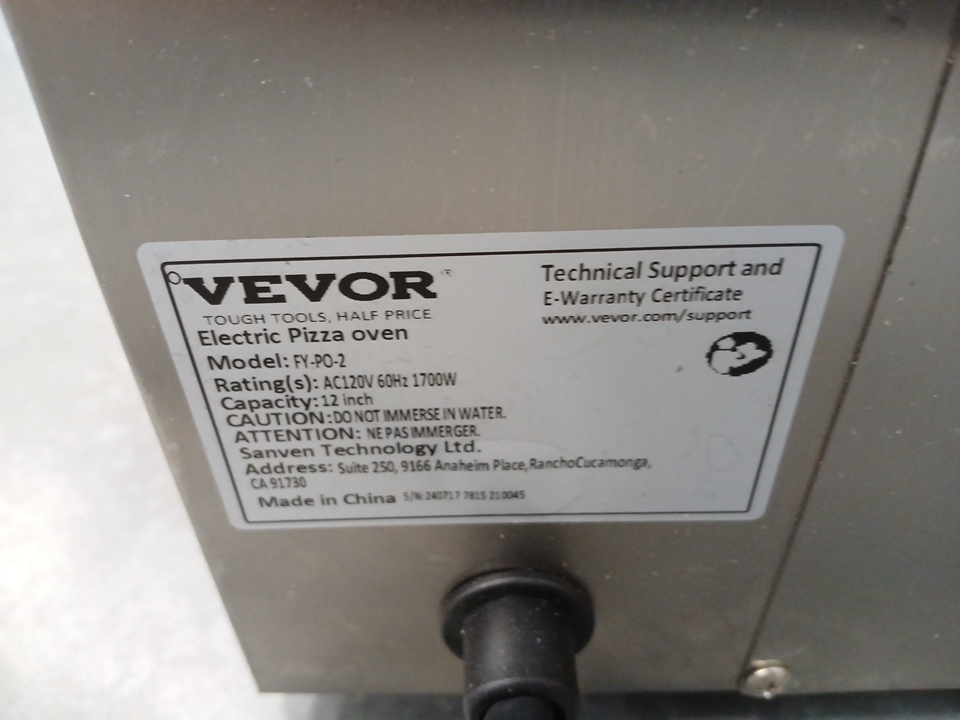 VEVOR®
TOUGH TOOLS, HALF PRICE
Electric Pizza oven
Model: FY-PO-2
Rating(s): AC120V 60Hz 1700W
Capacity: 12 inch
CAUTION: DO NOT IMMERSE IN WATER.
ATTENTION: NE PAS IMMERGER.
Sanven Technology Ltd.
Address: Suite 250, 9166 Anaheim Place,RanchoCucamonga,
CA 91730
Made in China S/N:240717 7815 210045
Technical Support and
E-Warranty Certificate
www.vevor.com/support